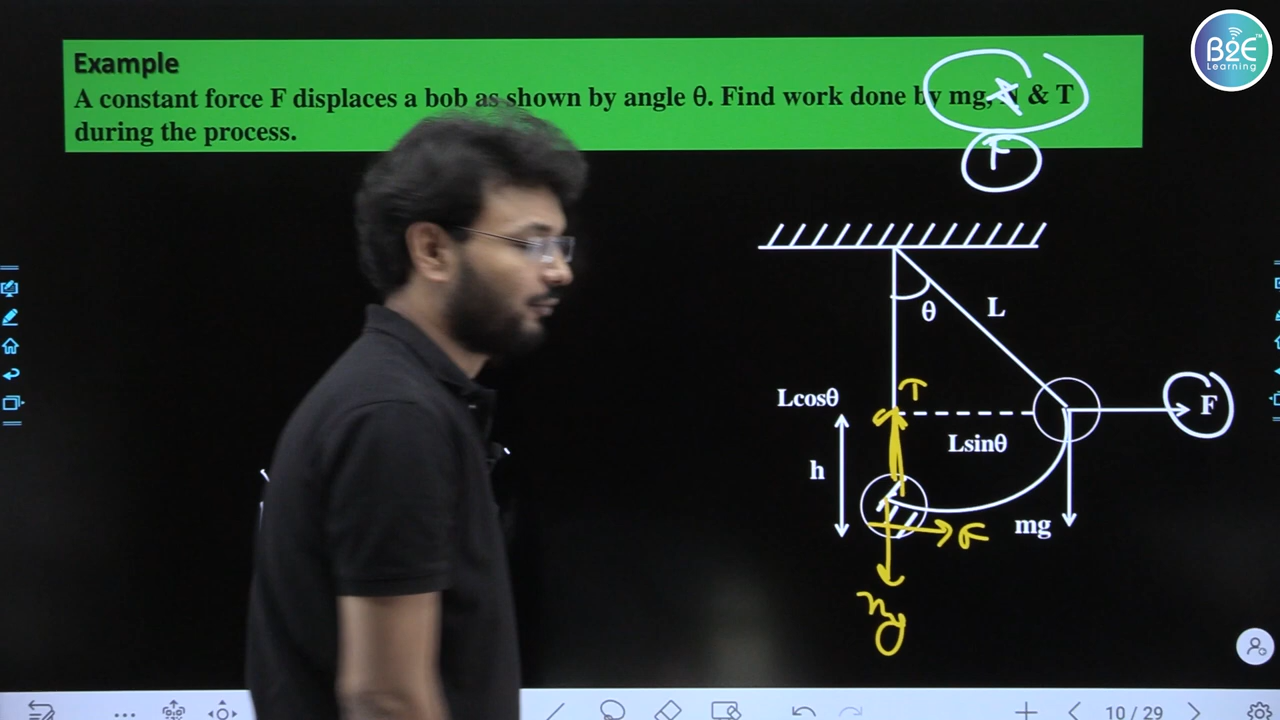 B2E
Learning
Example
A constant force F displaces a bob as shown by angle θ. Find work done by mg, N & T
during the process.
F
θ
L
T
Lcosθ
F
Lsinθ
h
F
mg
mg
10 / 29